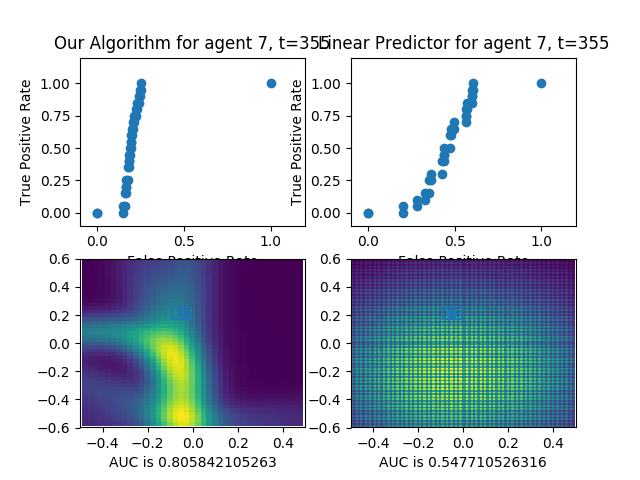 Our Algorithm for agent 7, t=355
Linear Predictor for agent 7, t=355
True Positive Rate
1.00
0.75
0.50
0.25
0.00
0.0 0.5 1.0
False Positive Rate
True Positive Rate
1.00
0.75
0.50
0.25
0.00
0.0 0.5 1.0
False Positive Rate
0.6
0.4
0.2
0.0
−0.2
−0.4
−0.6
−0.4 −0.2 0.0 0.2 0.4
AUC is 0.805842105263
0.6
0.4
0.2
0.0
−0.2
−0.4
−0.6
−0.4 −0.2 0.0 0.2 0.4
AUC is 0.547710526316